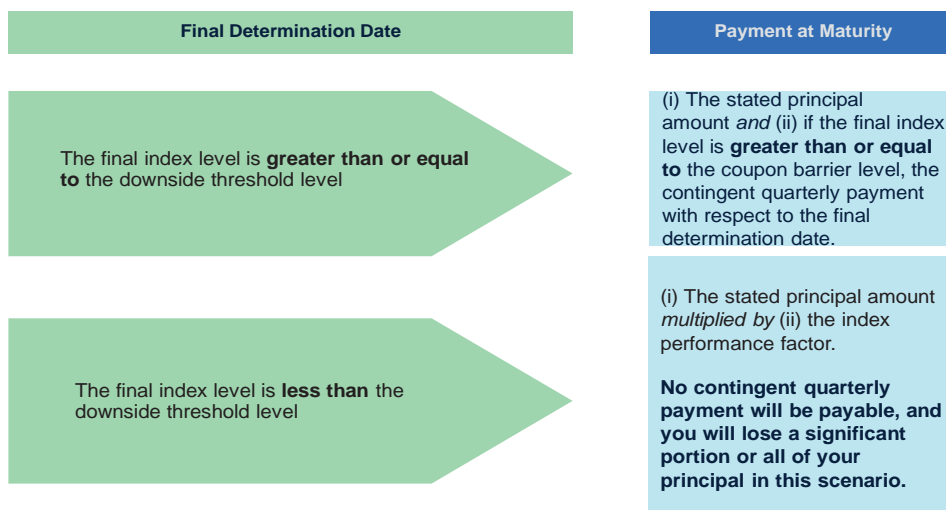 Final Determination Date
Payment at Maturity
The final index level is greater than or equal
to the downside threshold level
(i) The stated principal
amount and (ii) if the final index
level is greater than or equal
to the coupon barrier level, the
contingent quarterly payment
with respect to the final
determination date.
The final index level is less than the
downside threshold level
(i) The stated principal amount
multiplied by (ii) the index
performance factor.
No contingent quarterly
payment will be payable, and
you will lose a significant
portion or all of your
principal in this scenario.